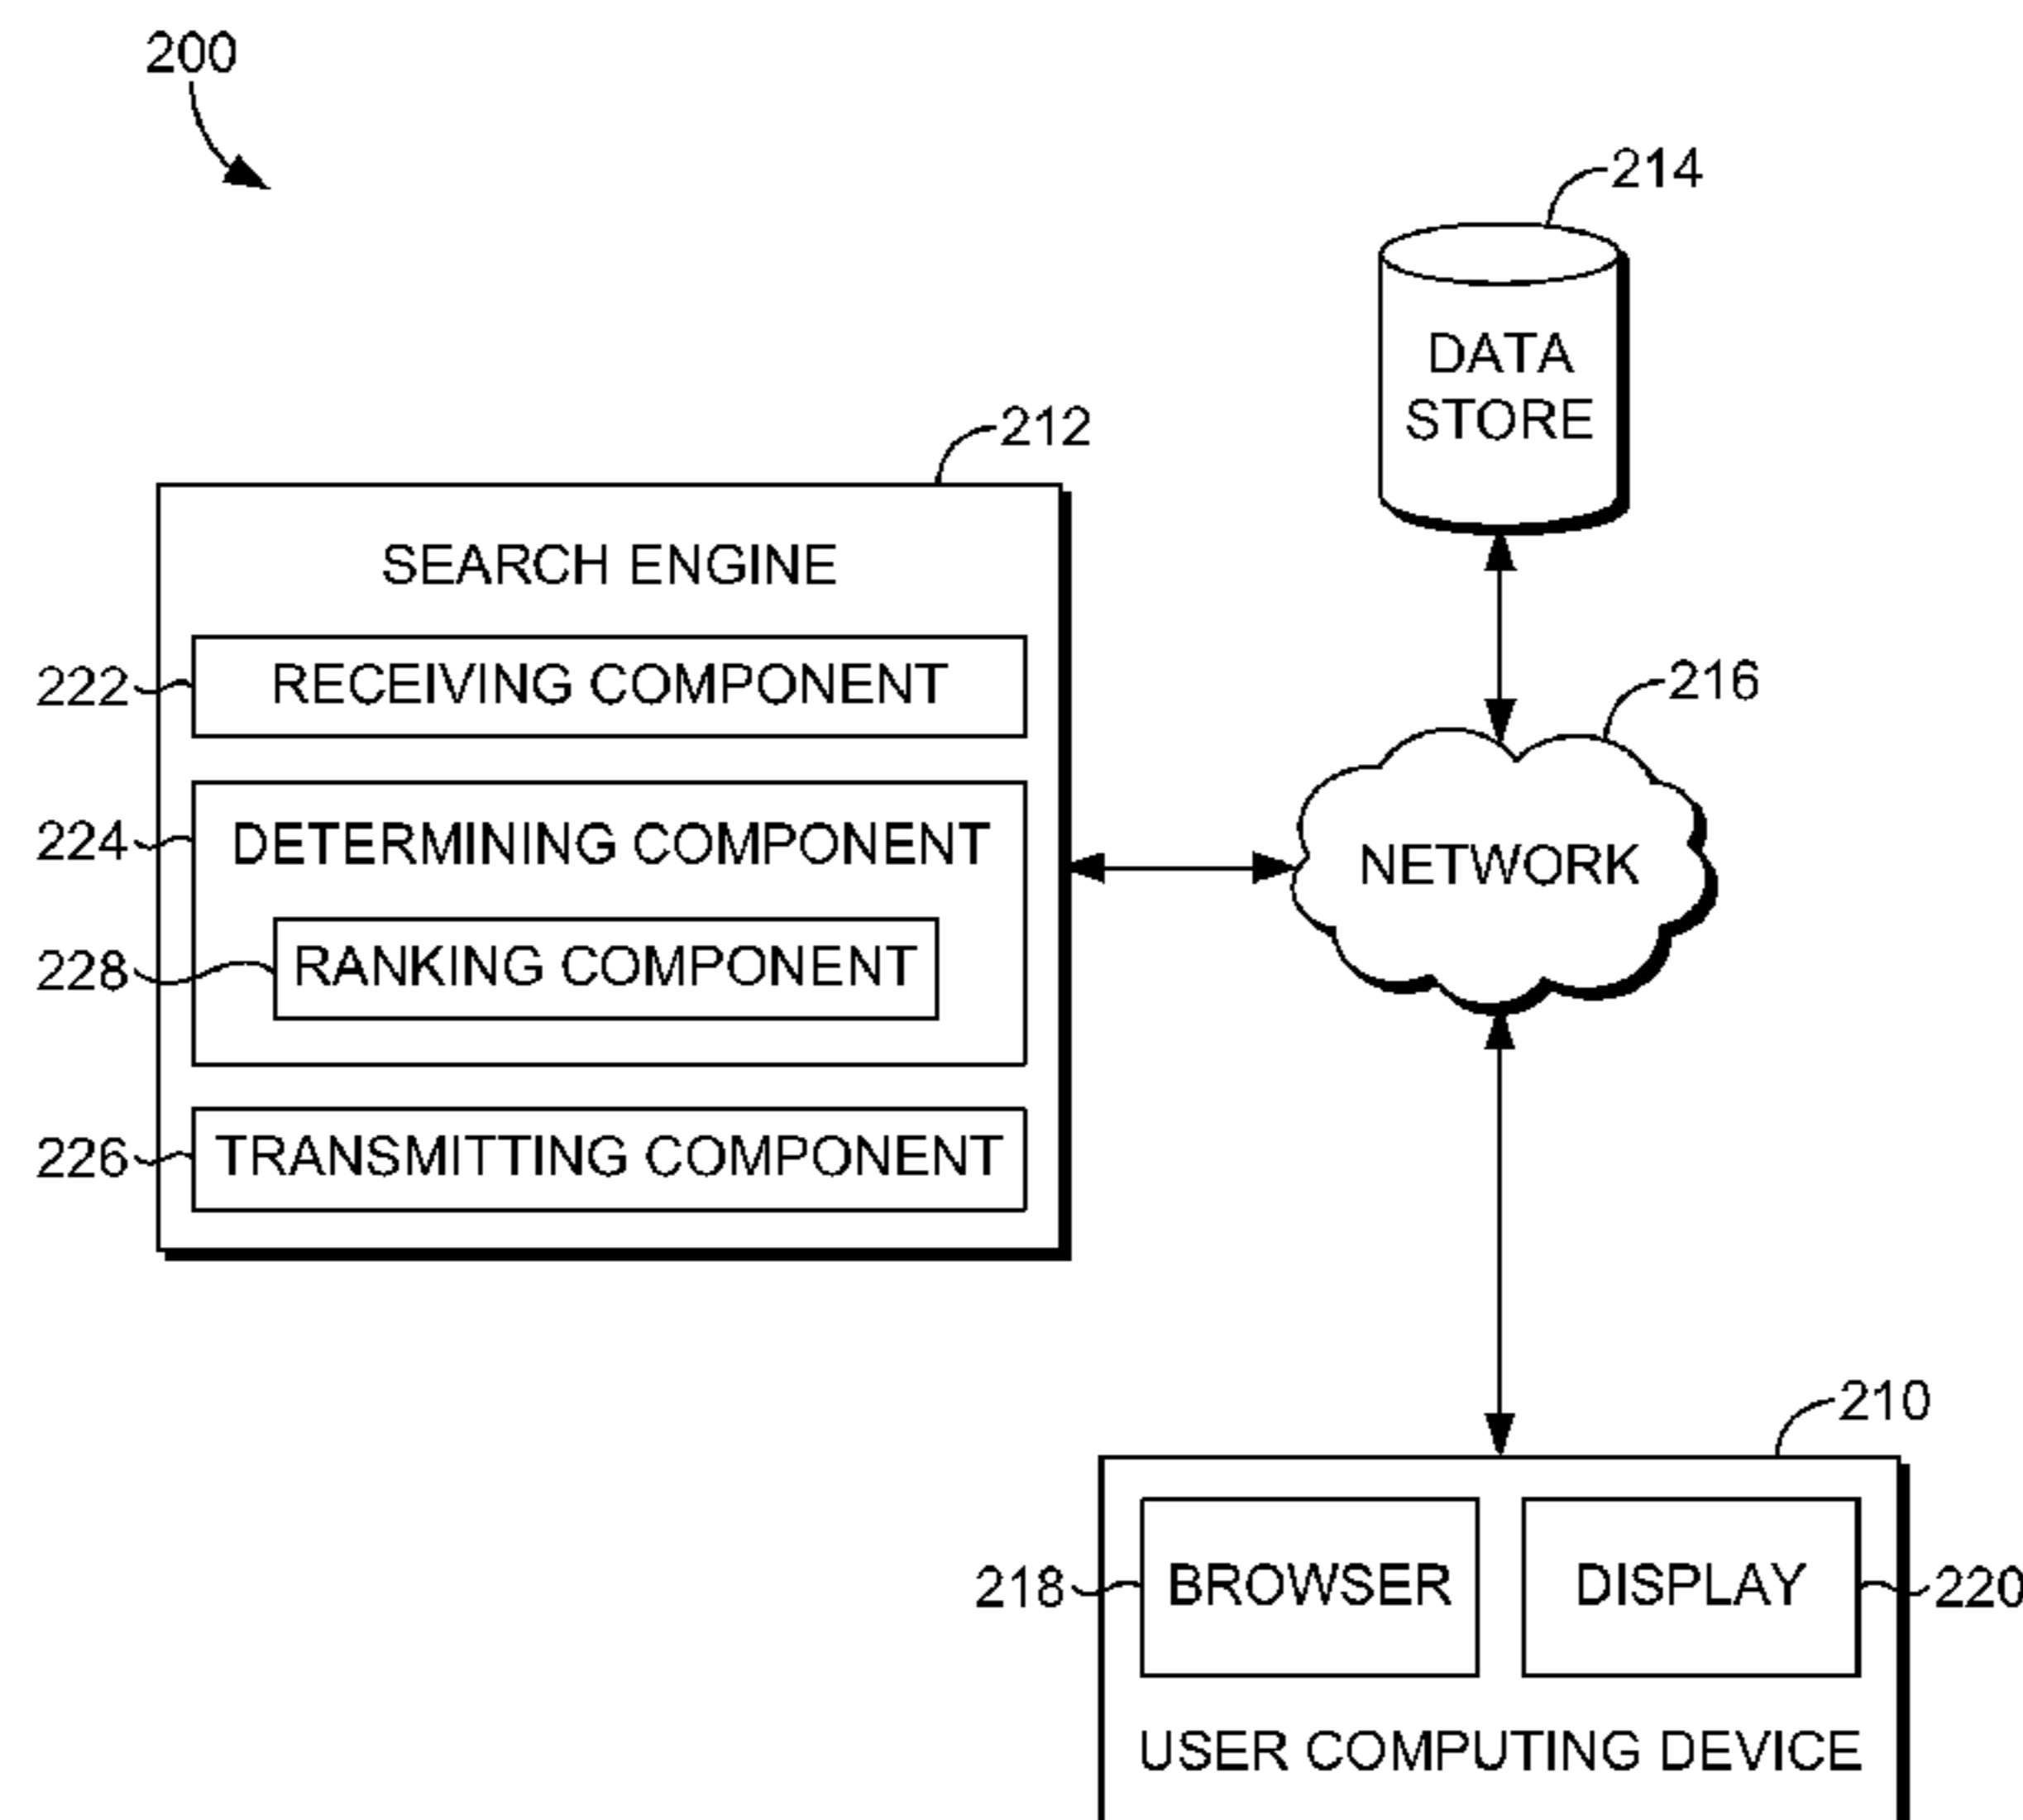 200
214
DATA
STORE
212
SEARCH ENGINE
222
RECEIVING COMPONENT
216
224
DETERMINING COMPONENT
NETWORK
228
RANKING COMPONENT
226
TRANSMITTING COMPONENT
210
218
BROWSER
DISPLAY
220
USER COMPUTING DEVICE